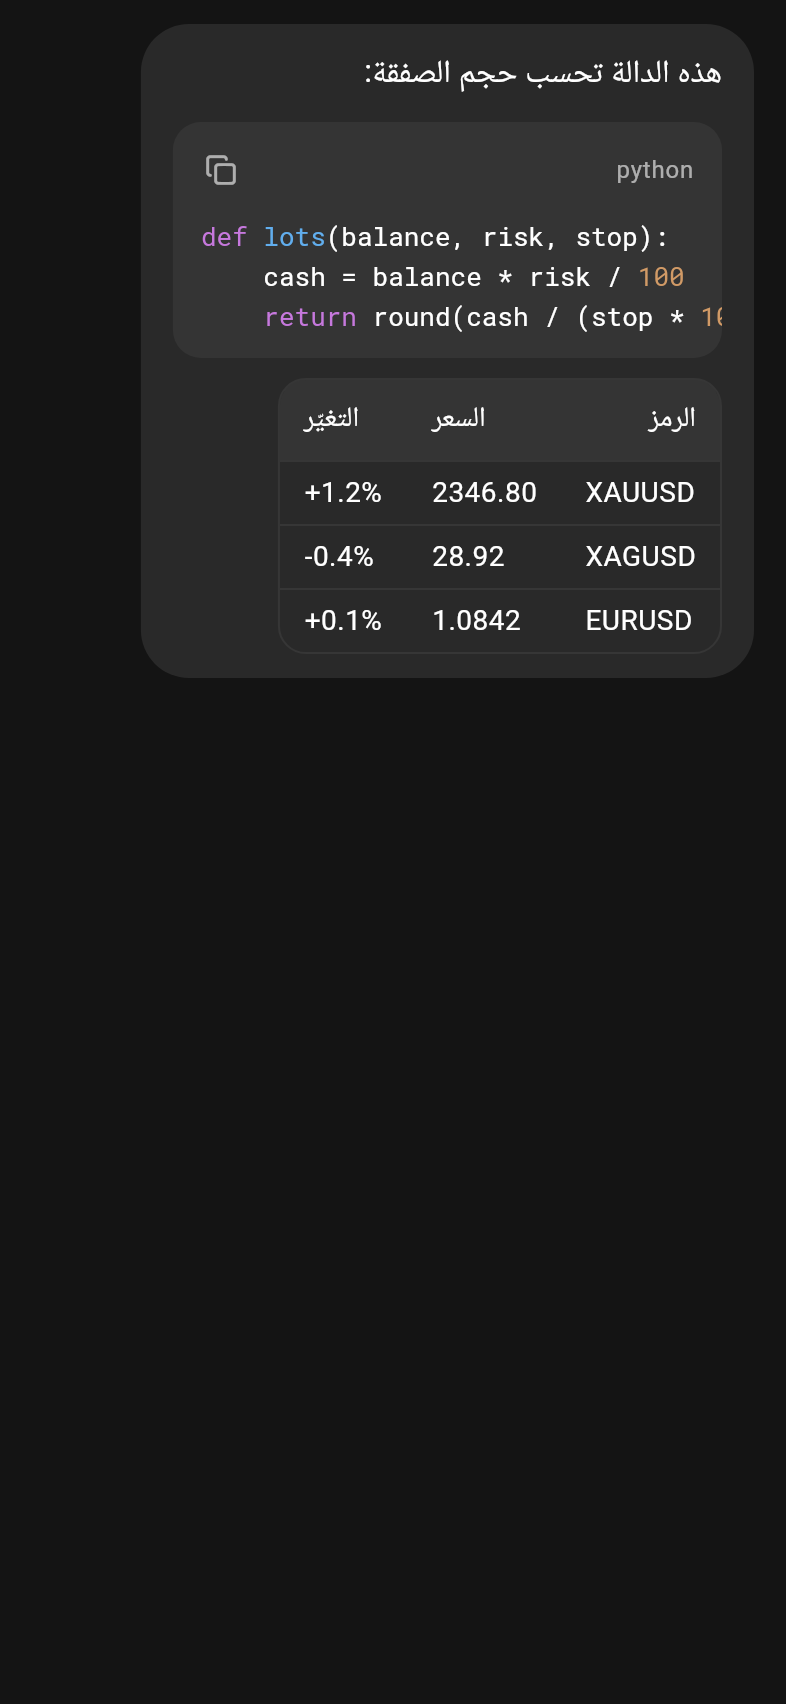 هذه الدالة تحسب حجم الصفقة:
python
def lots(balance, risk, stop):
    cash = balance * risk / 100
    return round(cash / (stop * 10
الرمز السعر التغيّر
XAUUSD 2346.80 +1.2%
XAGUSD 28.92 -0.4%
EURUSD 1.0842 +0.1%